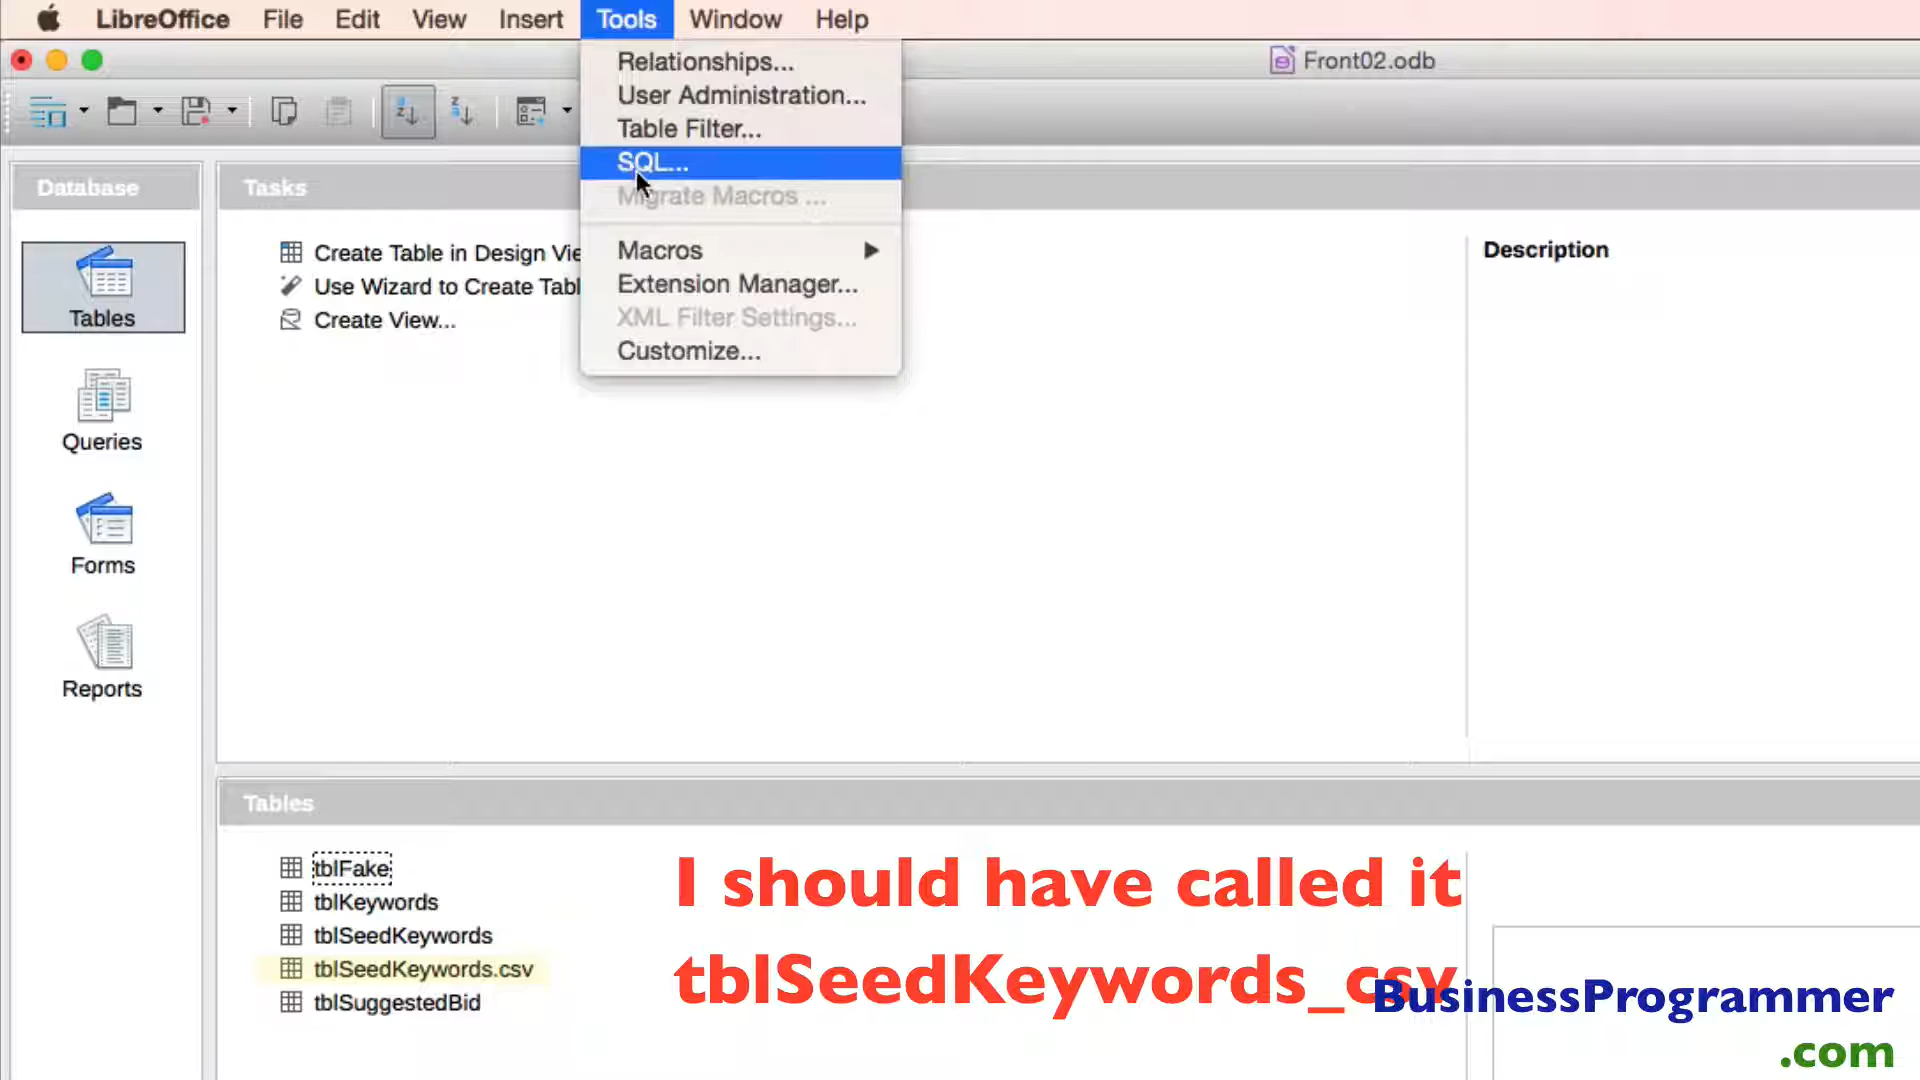 LibreOffice File Edit View Insert Tools Window Help
Front02.odb
Relationships...
User Administration...
Table Filter...
SQL...
Migrate Macros ...
Macros
Extension Manager...
XML Filter Settings...
Customize...
Database
Tasks
Create Table in Design Vie
Use Wizard to Create Tabl
Create View...
Description
Tables
Queries
Forms
Reports
Tables
tblFake
tblKeywords
tblSeedKeywords
tblSeedKeywords.csv
tblSuggestedBid
I should have called it
tblSeedKeywords_csv
BusinessProgrammer
.com